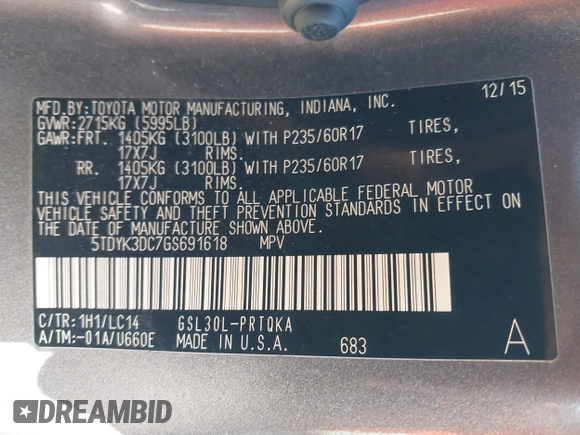 MFD.BY:TOYOTA MOTOR MANUFACTURING, INDIANA, INC. 12/15
GVWR:2715KG (5995LB)
GAWR:FRT. 1405KG (3100LB) WITH P235/60R17 TIRES,
17X7J RIMS.
RR. 1405KG (3100LB) WITH P235/60R17 TIRES,
17X7J RIMS.
THIS VEHICLE CONFORMS TO ALL APPLICABLE FEDERAL MOTOR
VEHICLE SAFETY AND THEFT PREVENTION STANDARDS IN EFFECT ON
THE DATE OF MANUFACTURE SHOWN ABOVE.
5TDYK3DC7GS691618 MPV
C/TR:1H1/LC14 GSL30L-PRTQKA
A/TM:-01A/U660E MADE IN U.S.A. 683 A
DREAMBID